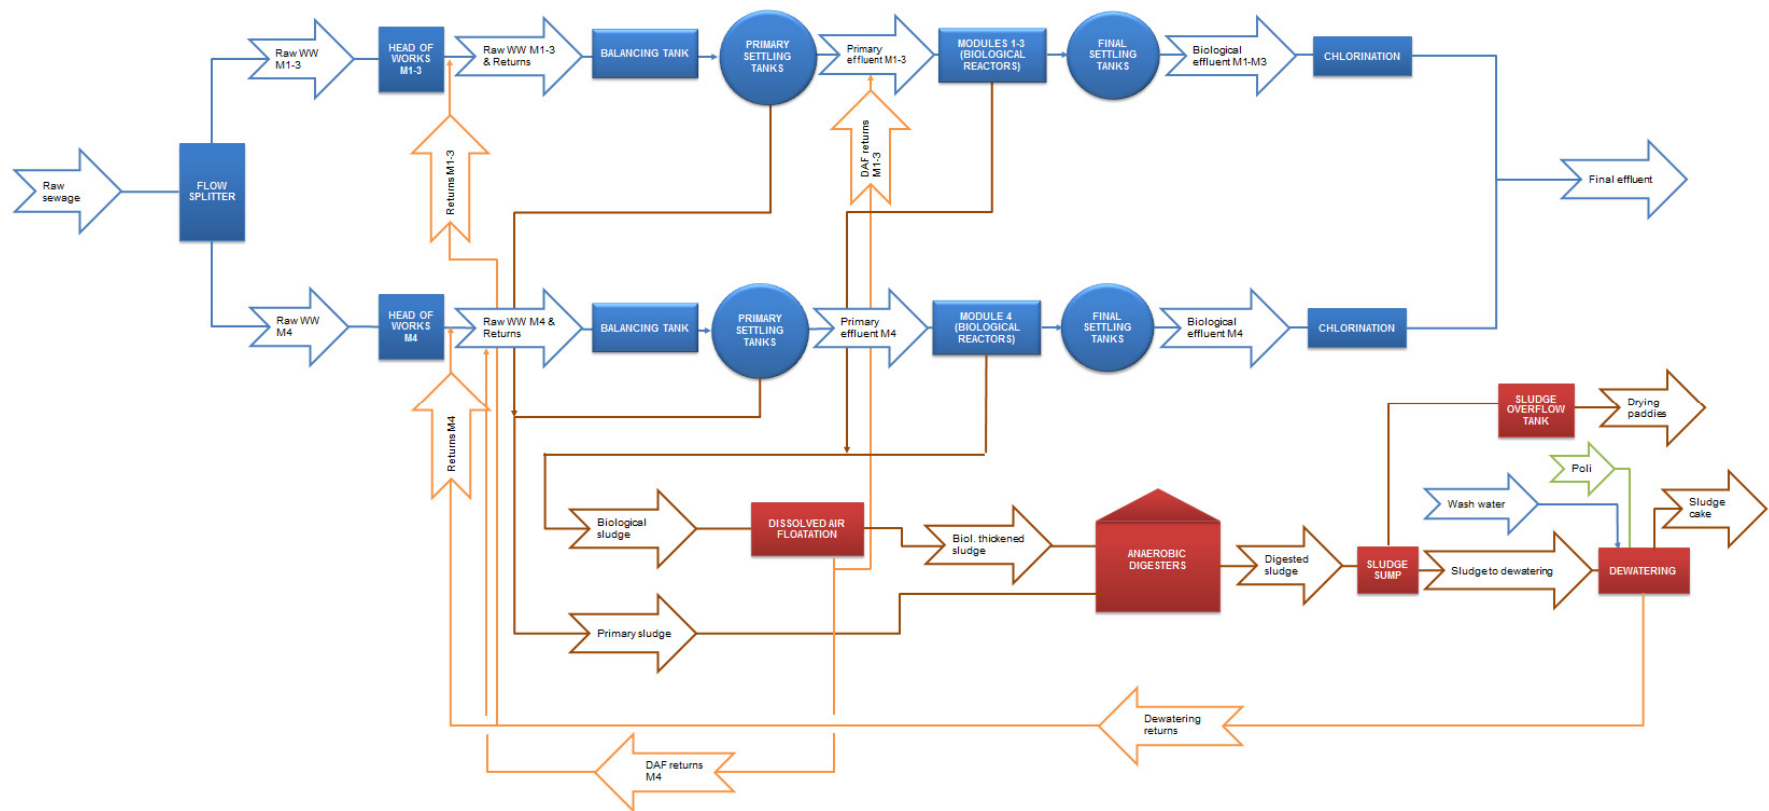 Raw
sewage
FLOW
SPLITTER
Raw WW
M1-3
HEAD OF
WORKS
M1-3
Raw WW M1-3
& Returns
BALANCING TANK
PRIMARY
SETTLING
TANKS
Primary
effluent M1-3
MODULES 1-3
(BIOLOGICAL
REACTORS)
FINAL
SETTLING
TANKS
Biological
effluent M1-M3
CHLORINATION
Returns M1-3
DAF returns
M1-3
Final effluent
Raw WW
M4
HEAD OF
WORKS
M4
Raw WW M4 &
Returns
BALANCING TANK
PRIMARY
SETTLING
TANKS
Primary
effluent M4
MODULE 4
(BIOLOGICAL
REACTORS)
FINAL
SETTLING
TANKS
Biological
effluent M4
CHLORINATION
Returns M4
SLUDGE
OVERFLOW
TANK
Drying
paddies
Poli
Wash water
Sludge
cake
Biological
sludge
DISSOLVED AIR
FLOATATION
Biol. thickened
sludge
ANAEROBIC
DIGESTERS
Digested
sludge
SLUDGE
SUMP
Sludge to dewatering
DEWATERING
Primary sludge
Dewatering
returns
DAF returns
M4